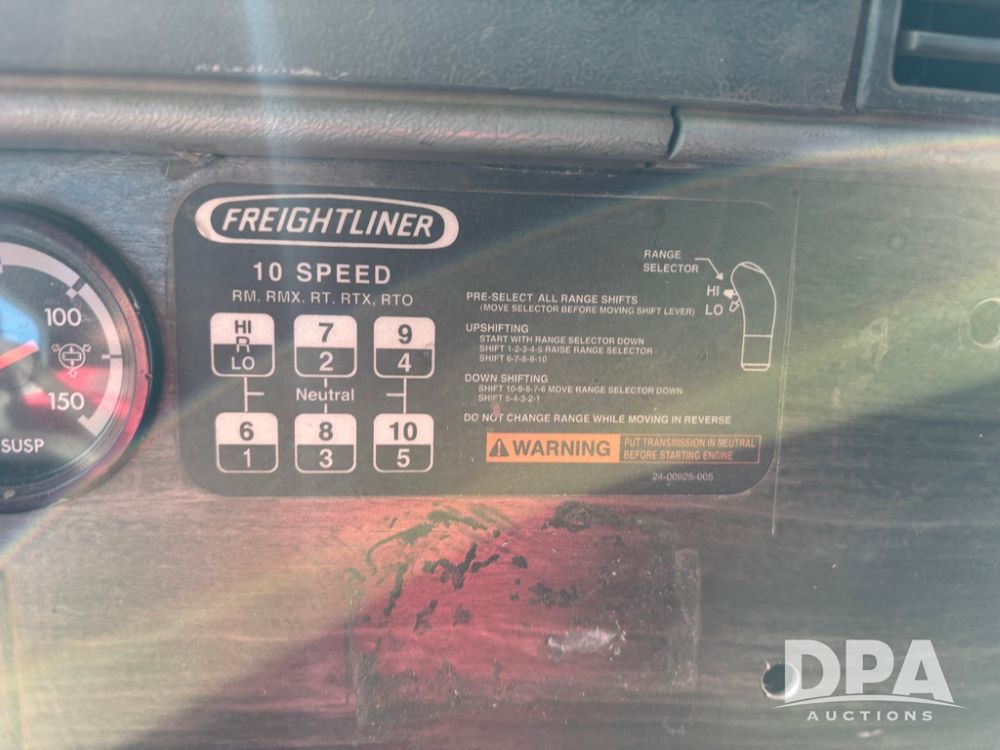 FREIGHTLINER
10 SPEED
RM, RMX, RT, RTX, RTO
HI
R
LO
7
2
9
4
Neutral
6
1
8
3
10
5
RANGE
SELECTOR
HI
LO
PRE-SELECT ALL RANGE SHIFTS
(MOVE SELECTOR BEFORE MOVING SHIFT LEVER)
UPSHIFTING
START WITH RANGE SELECTOR DOWN
SHIFT 1-2-3-4-5 RAISE RANGE SELECTOR
SHIFT 6-7-8-9-10
DOWN SHIFTING
SHIFT 10-9-8-7-6 MOVE RANGE SELECTOR DOWN
SHIFT 5-4-3-2-1
DO NOT CHANGE RANGE WHILE MOVING IN REVERSE
WARNING
PUT TRANSMISSION IN NEUTRAL
BEFORE STARTING ENGINE
24-00925-005
100
150
SUSP
DPA
AUCTIONS